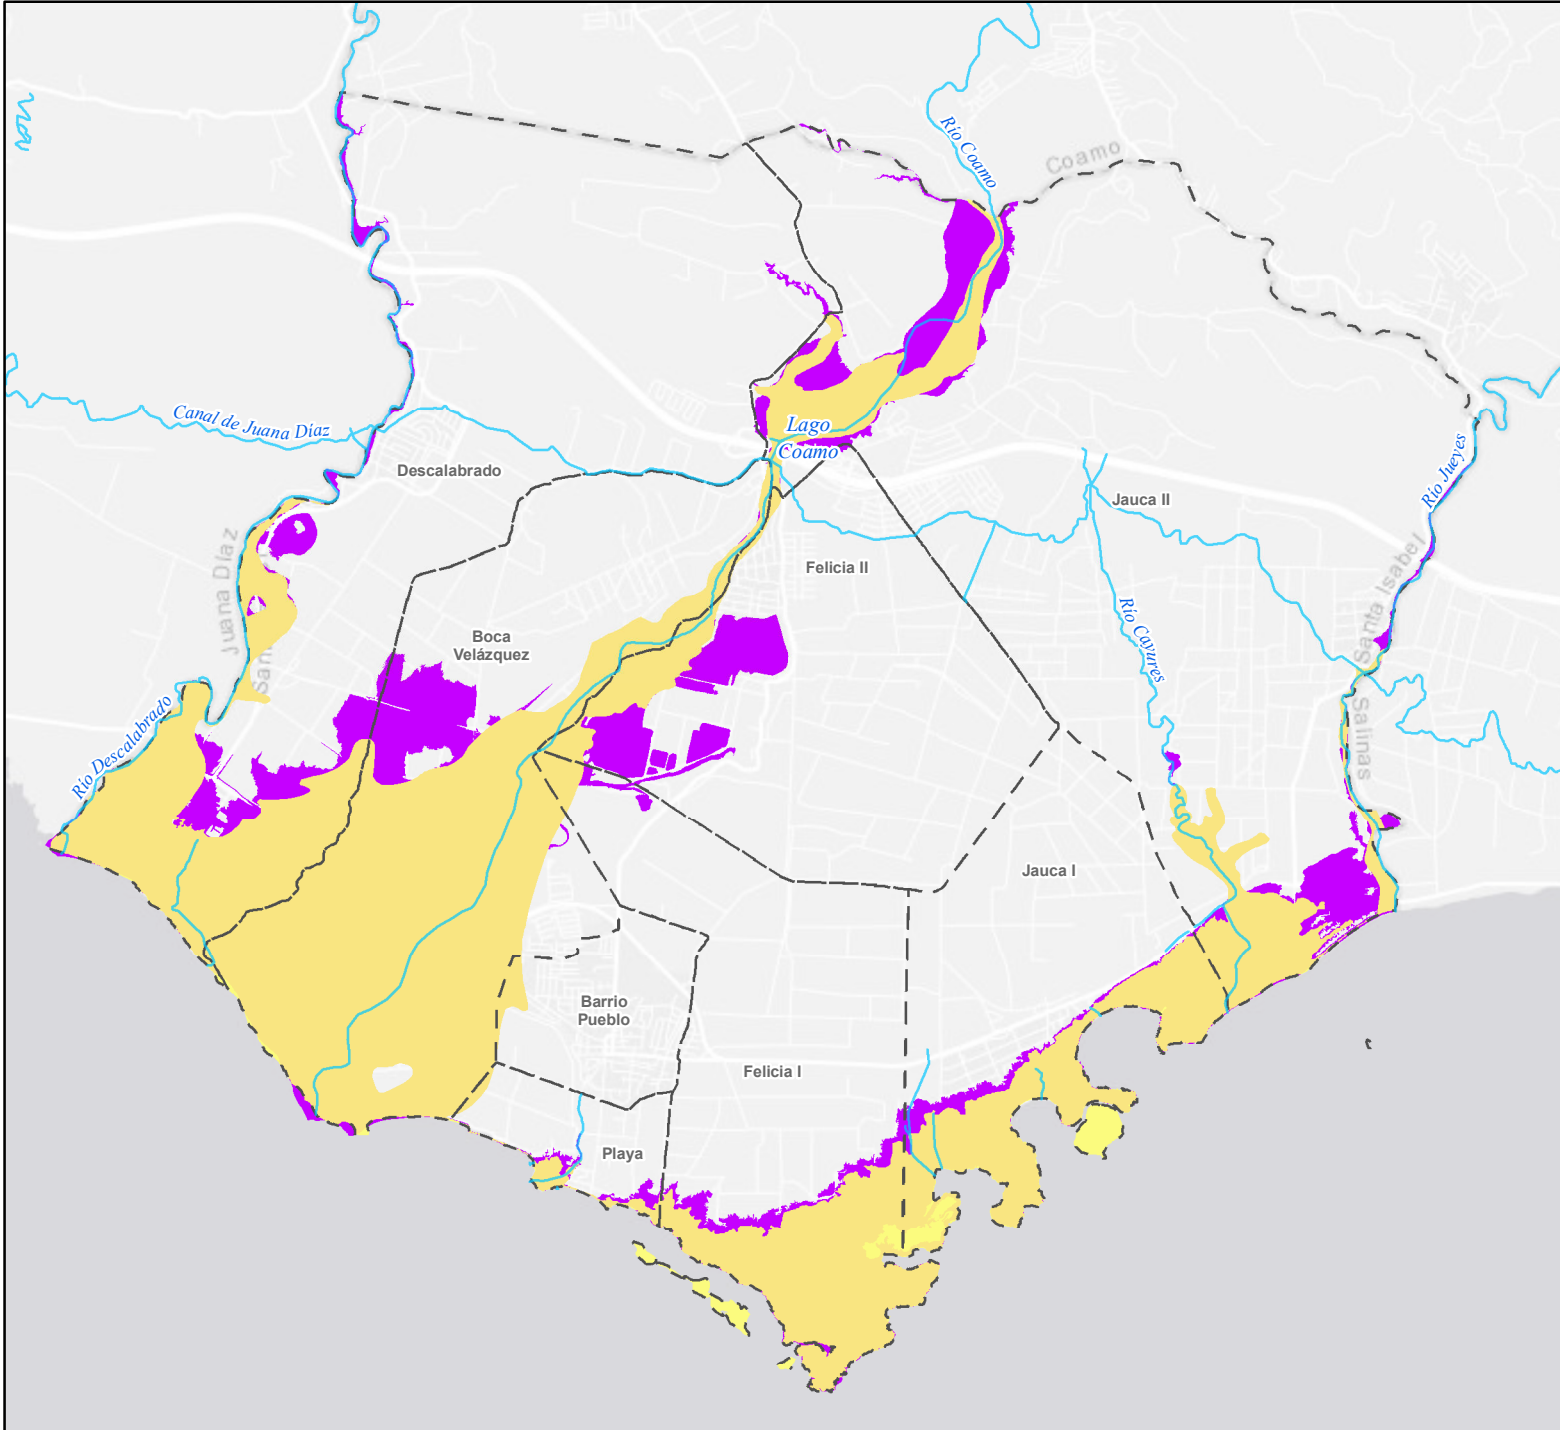 Río Coamo
Coamo
Canal de Juana Díaz
Lago
Coamo
Descalabrado
Jauca II
Río Jueyes
Juana Díaz
Felicia II
Santa Isabel
Río Cayures
Boca
Velázquez
Río Descalabrado
Salinas
Jauca I
Barrio
Pueblo
Felicia I
Playa